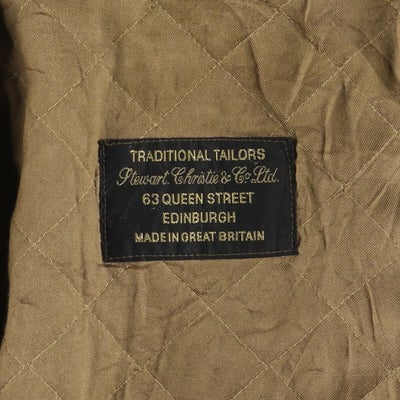 TRADITIONAL TAILORS
Stewart. Christie & Co. Ltd.
63 QUEEN STREET
EDINBURGH
MADE IN GREAT BRITAIN